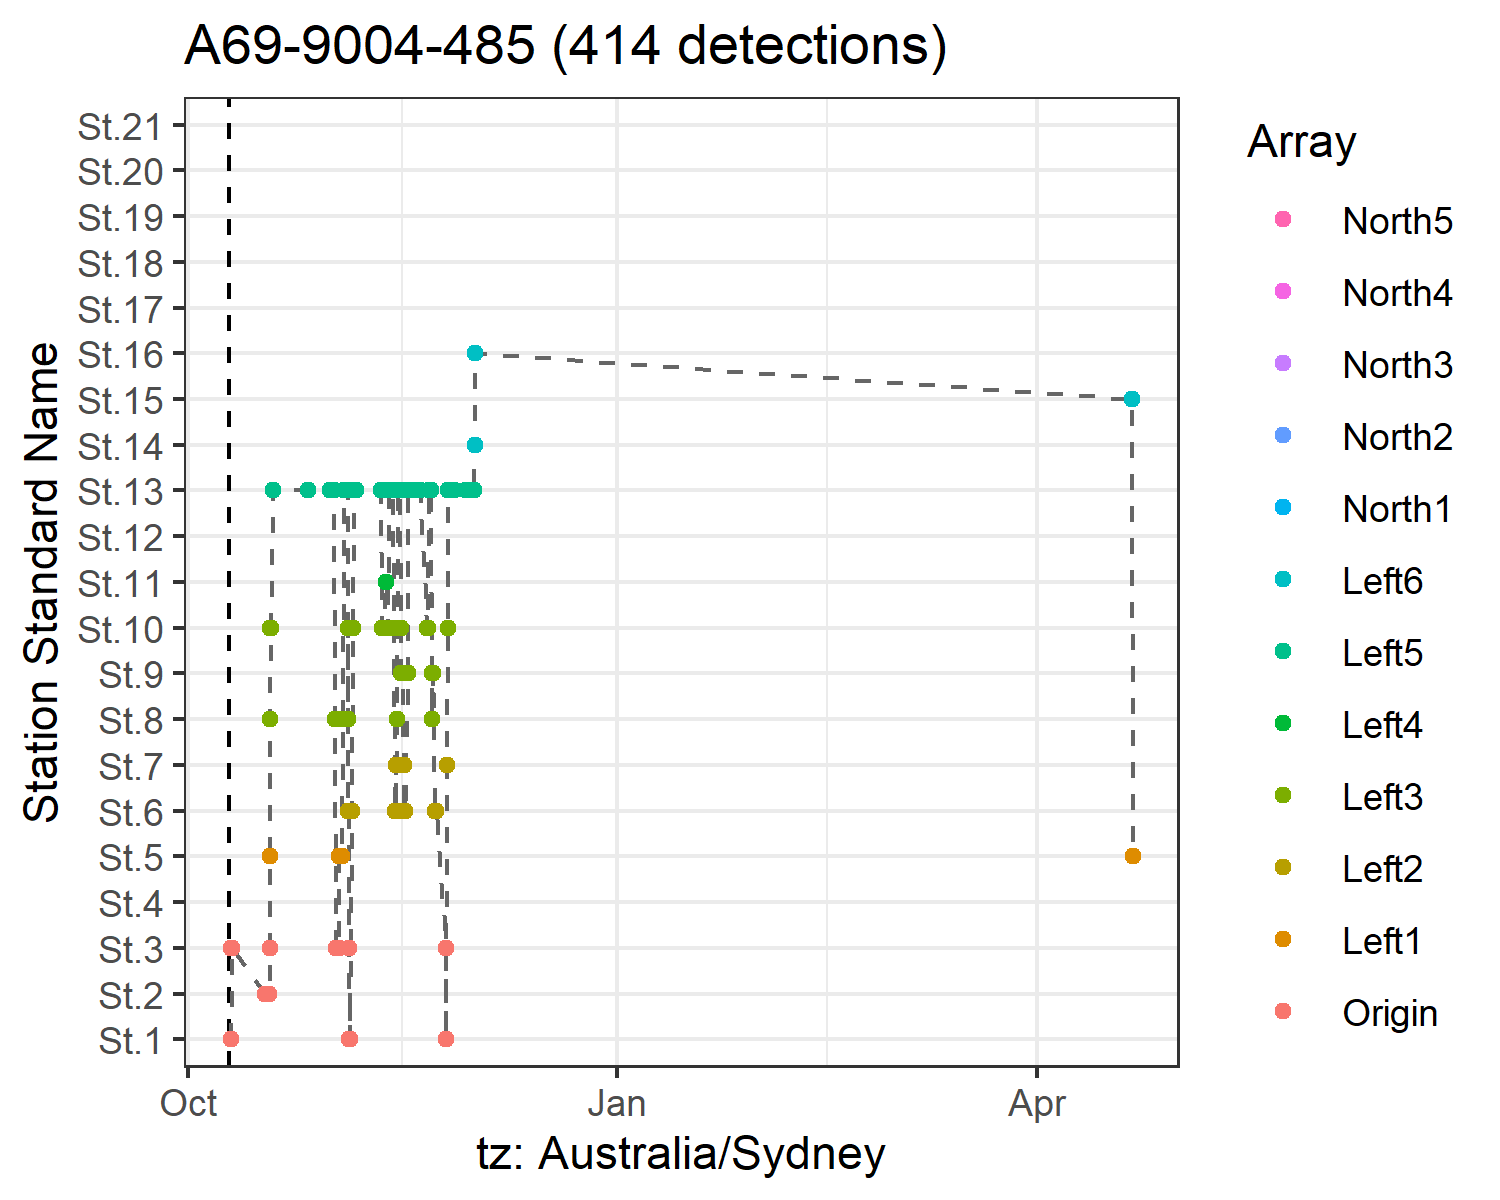 A69-9004-485 (414 detections)
Station Standard Name
St.21
St.20
St.19
St.18
St.17
St.16
St.15
St.14
St.13
St.12
St.11
St.10
St.9
St.8
St.7
St.6
St.5
St.4
St.3
St.2
St.1
Oct
Jan
Apr
tz: Australia/Sydney
Array
North5
North4
North3
North2
North1
Left6
Left5
Left4
Left3
Left2
Left1
Origin